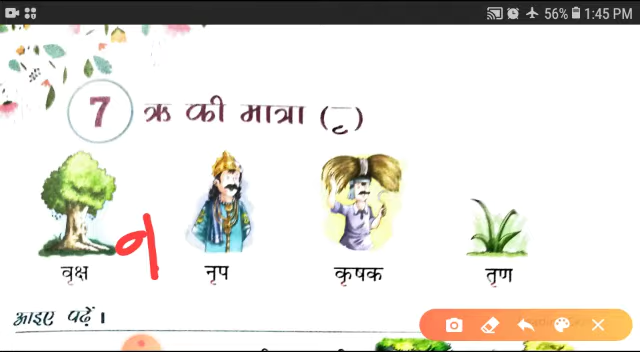 56% 1:45 PM
7 ऋ की मात्रा ( ृ )
वृक्ष नृप कृषक तृण
आइए पढ़ें।